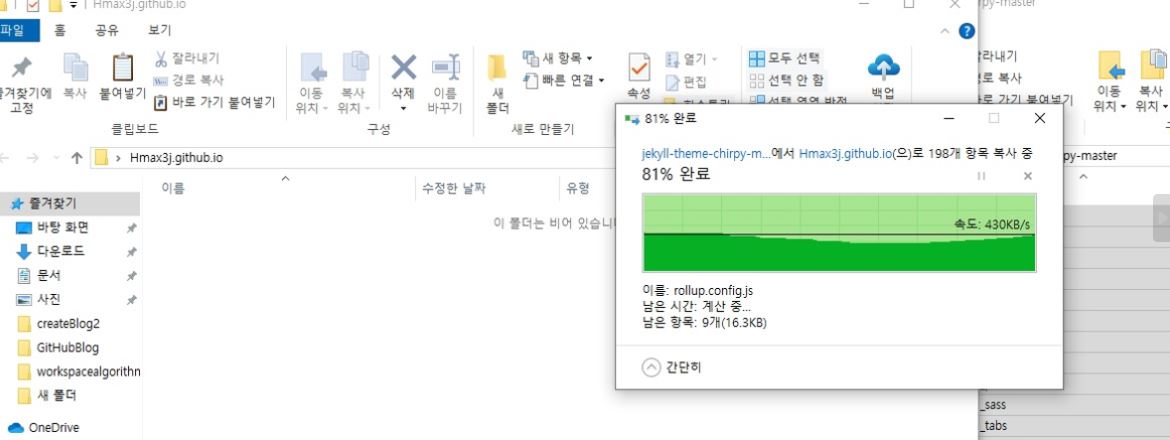 Hmax3j.github.io
rpy-master
파일 홈 공유 보기
즐겨찾기에 고정
복사
붙여넣기
잘라내기
경로 복사
바로 가기 붙여넣기
클립보드
이동 위치
복사 위치
삭제
이름 바꾸기
구성
새 폴더
새 항목
빠른 연결
새로 만들기
속성
열기
편집
모두 선택
선택 안 함
선택 영역 반전
백업
잘라내기
경로 복사
바로 가기 붙여넣기
이동 위치
복사 위치
Hmax3j.github.io
py-master
이름 수정한 날짜 유형
이 폴더는 비어 있습니
즐겨찾기
바탕 화면
다운로드
문서
사진
createBlog2
GitHubBlog
workspacealgorithn
새 폴더
OneDrive
81% 완료
jekyll-theme-chirpy-m...에서 Hmax3j.github.io(으)로 198개 항목 복사 중
81% 완료
속도: 430KB/s
이름: rollup.config.js
남은 시간: 계산 중...
남은 항목: 9개(16.3KB)
간단히
_sass
_tabs